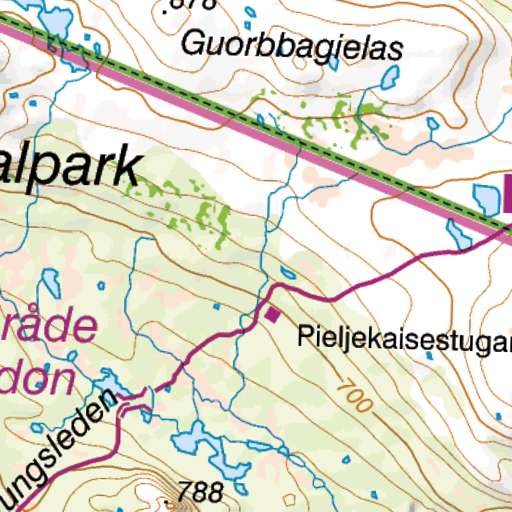 878
Guorbbagielas
alpark
råde
don
Pieljekaisestugan
700
ungsleden
788